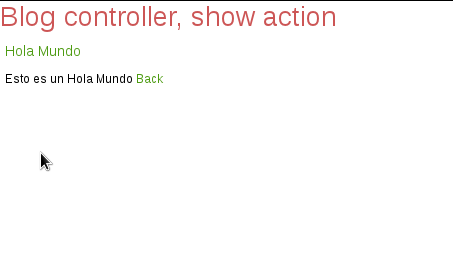 Blog controller, show action
Hola Mundo
Esto es un Hola Mundo Back